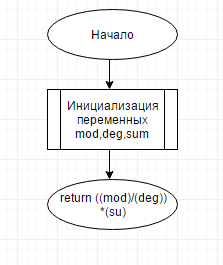 Начало
Инициализация
переменных
mod,deg,sum
return ((mod)/(deg))
*(su)